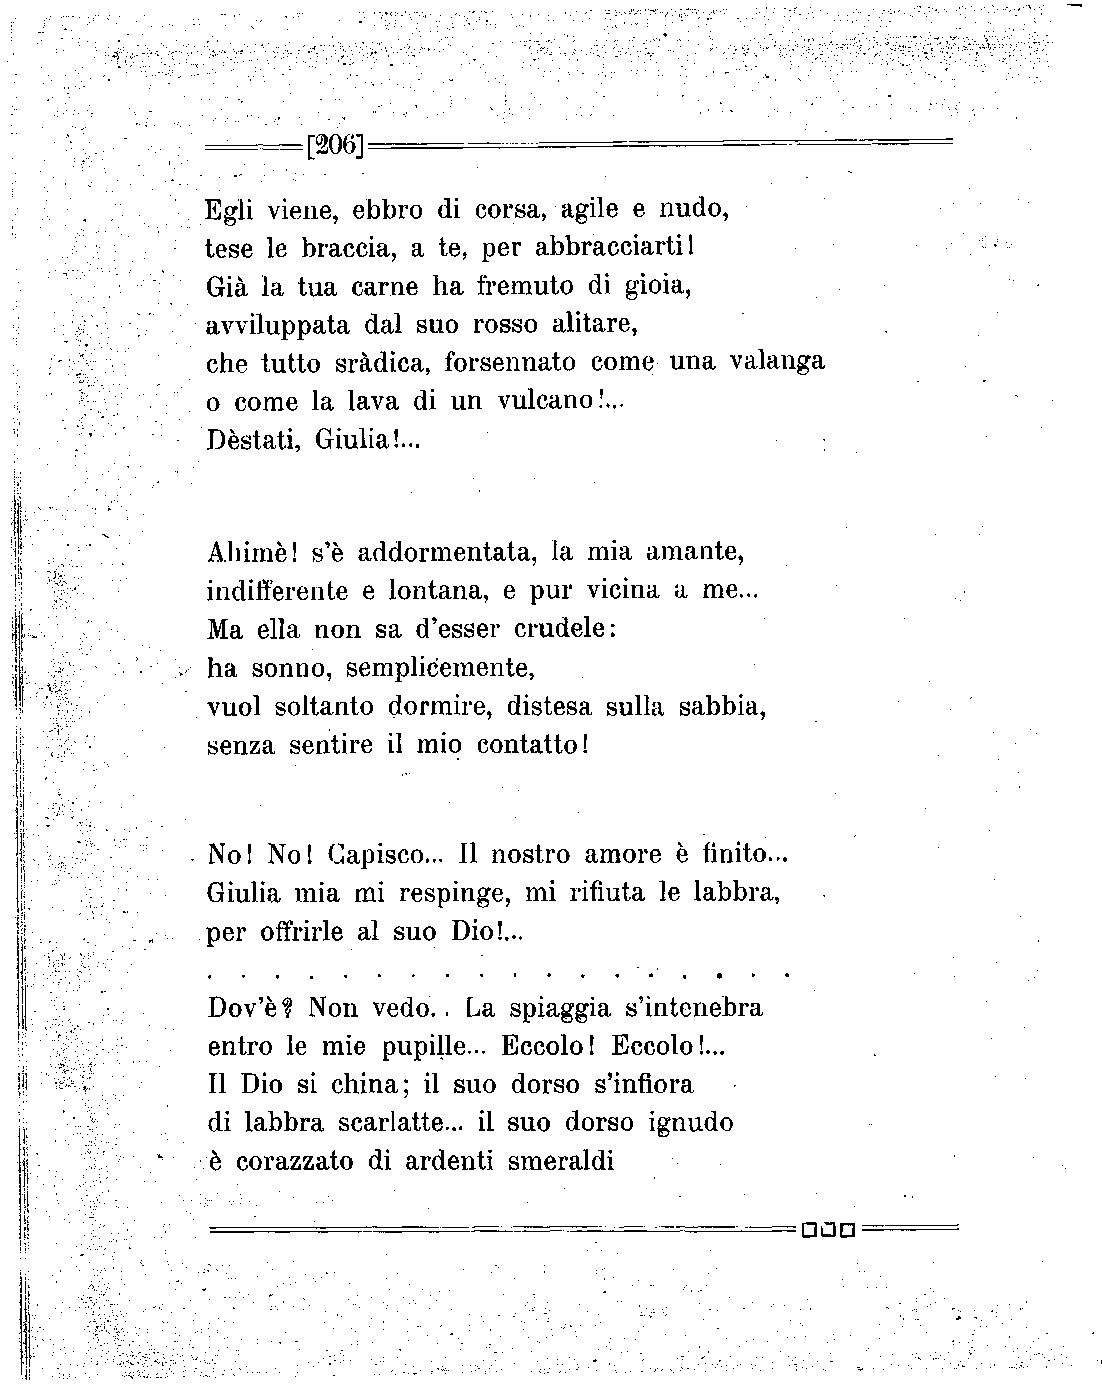 [206]
Egli viene, ebbro di corsa, agile e nudo,
tese le braccia, a te, per abbracciarti!
Già la tua carne ha fremuto di gioia,
avviluppata dal suo rosso alitare,
che tutto sràdica, forsennato come una valanga
o come la lava di un vulcano!...
Dèstati, Giulia!...
Ahimè! s'è addormentata, la mia amante,
indifferente e lontana, e pur vicina a me...
Ma ella non sa d'esser crudele:
ha sonno, semplicemente,
vuol soltanto dormire, distesa sulla sabbia,
senza sentire il mio contatto!
No! No! Capisco... Il nostro amore è finito...
Giulia mia mi respinge, mi rifiuta le labbra,
per offrirle al suo Dio!...
. . . . . . . . . . . . . . . . . .
Dov'è? Non vedo.. La spiaggia s'intenebra
entro le mie pupille... Eccolo! Eccolo!...
Il Dio si china; il suo dorso s'infiora
di labbra scarlatte... il suo dorso ignudo
è corazzato di ardenti smeraldi